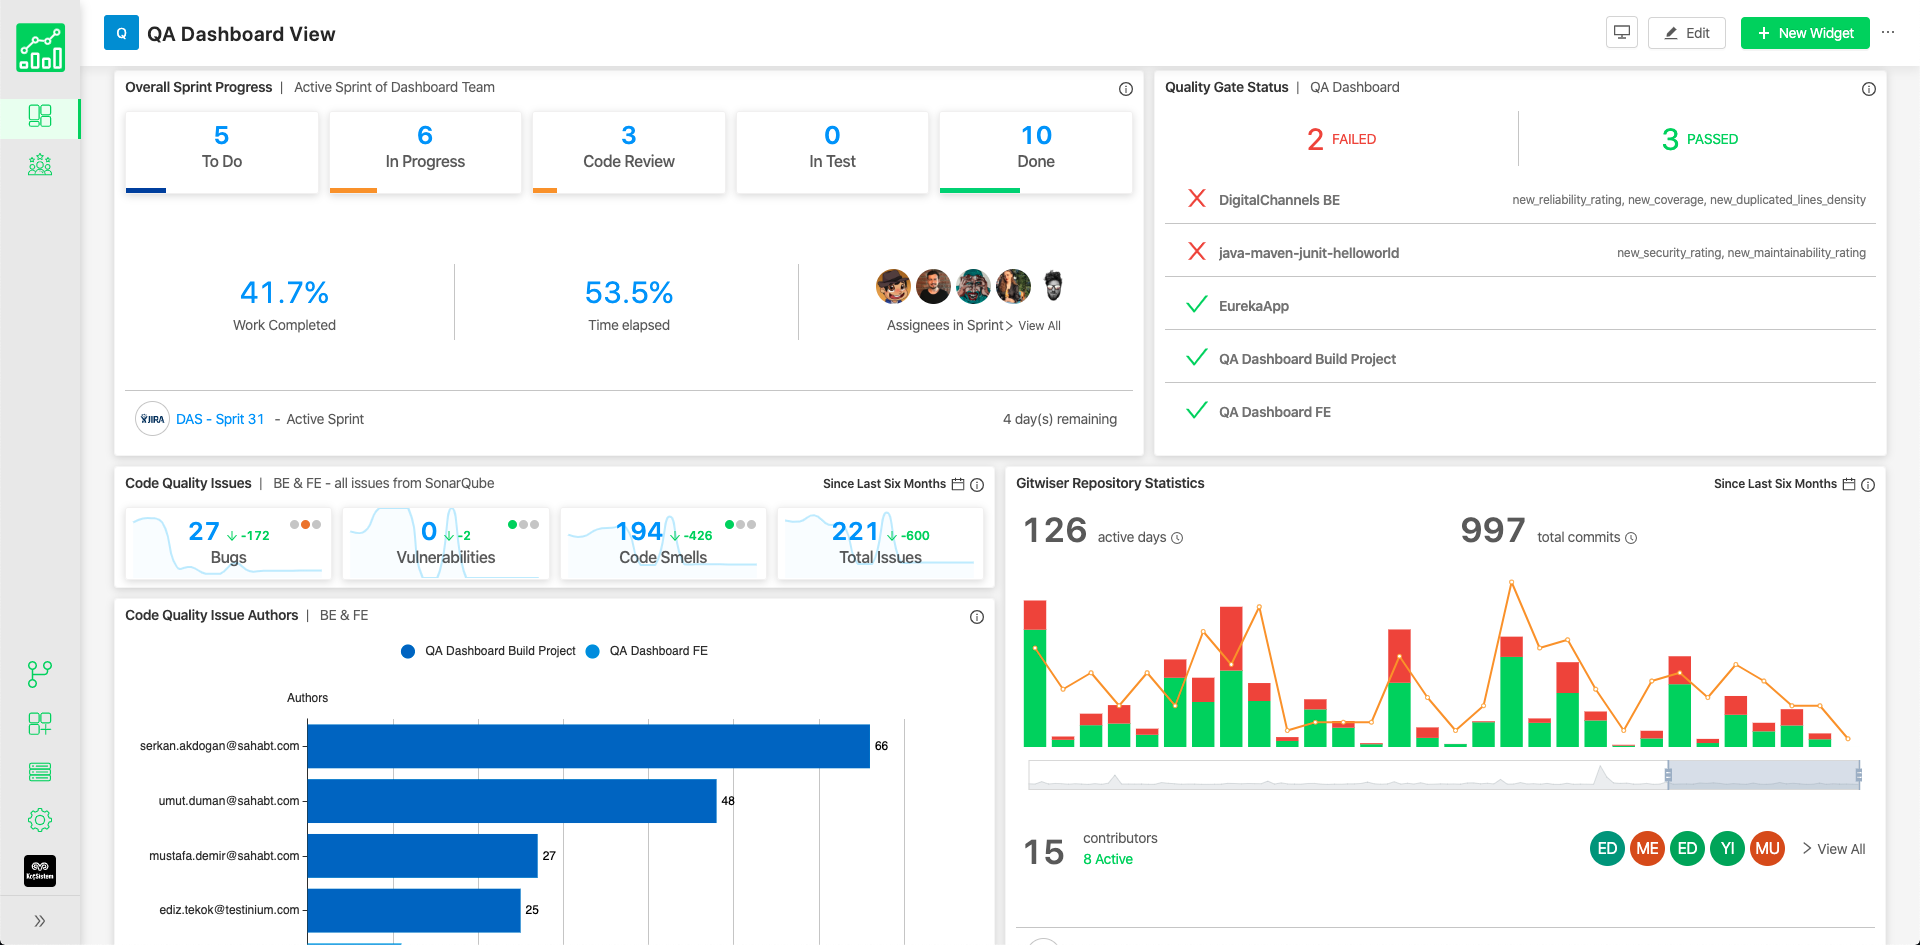 Q QA Dashboard View
Edit
+ New Widget
Overall Sprint Progress | Active Sprint of Dashboard Team
5
To Do
6
In Progress
3
Code Review
0
In Test
10
Done
41.7%
Work Completed
53.5%
Time elapsed
Assignees in Sprint > View All
JIRA DAS - Sprit 31 - Active Sprint
4 day(s) remaining
Quality Gate Status | QA Dashboard
2 FAILED
3 PASSED
DigitalChannels BE new_reliability_rating, new_coverage, new_duplicated_lines_density
java-maven-junit-helloworld new_security_rating, new_maintainability_rating
EurekaApp
QA Dashboard Build Project
QA Dashboard FE
Code Quality Issues | BE & FE - all issues from SonarQube
Since Last Six Months
27 -172
Bugs
0 -2
Vulnerabilities
194 -426
Code Smells
221 -600
Total Issues
Gitwiser Repository Statistics
Since Last Six Months
126 active days
997 total commits
15 contributors
8 Active
ED ME ED YI MU > View All
Code Quality Issue Authors | BE & FE
QA Dashboard Build Project QA Dashboard FE
Authors
serkan.akdogan@sahabt.com 66
umut.duman@sahabt.com 48
mustafa.demir@sahabt.com 27
ediz.tekok@testinium.com 25
KoçSistem